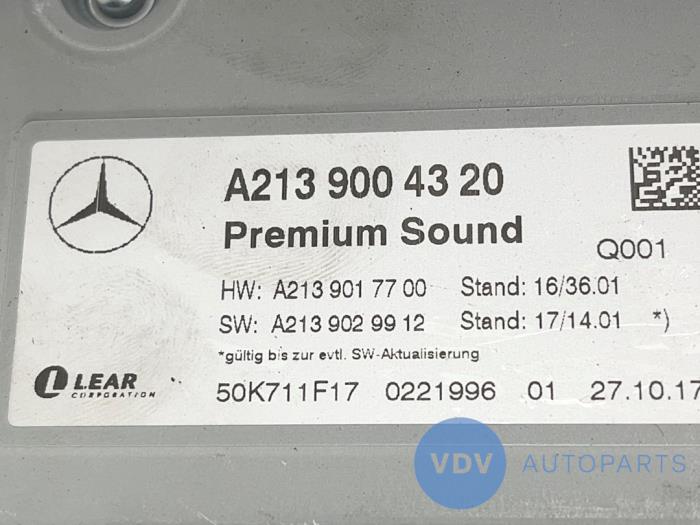 A213 900 43 20
Premium Sound
Q001
HW: A213 901 77 00 Stand: 16/36.01
SW: A213 902 99 12 Stand: 17/14.01 *)
*gültig bis zur evtl. SW-Aktualisierung
LEAR
CORPORATION
50K711F17 0221996 01 27.10.17
VDV AUTOPARTS